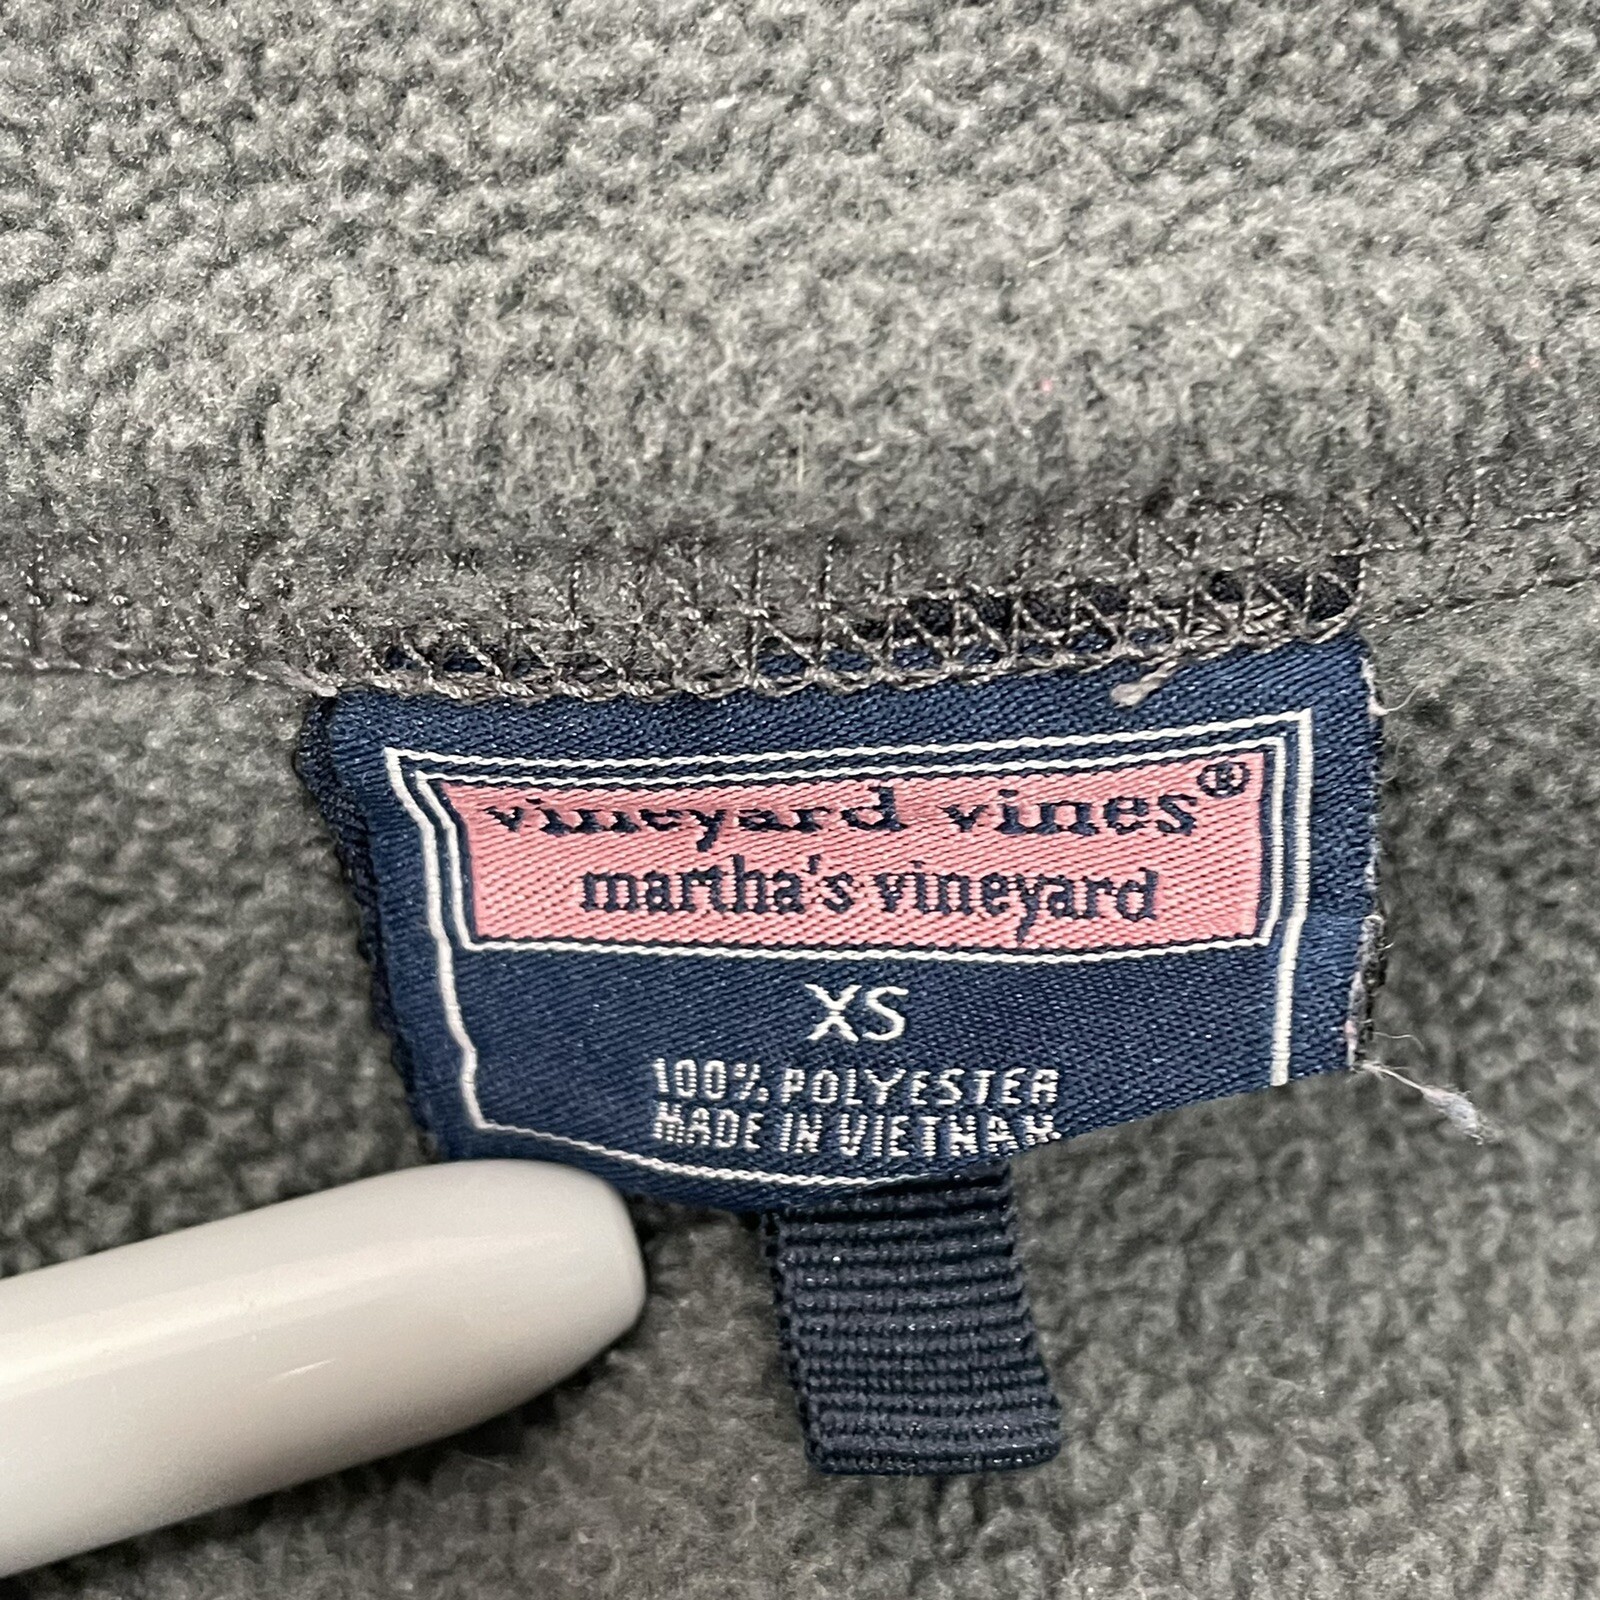 vineyard vines®
martha's vineyard
XS
100% POLYESTER
MADE IN VIETNAM